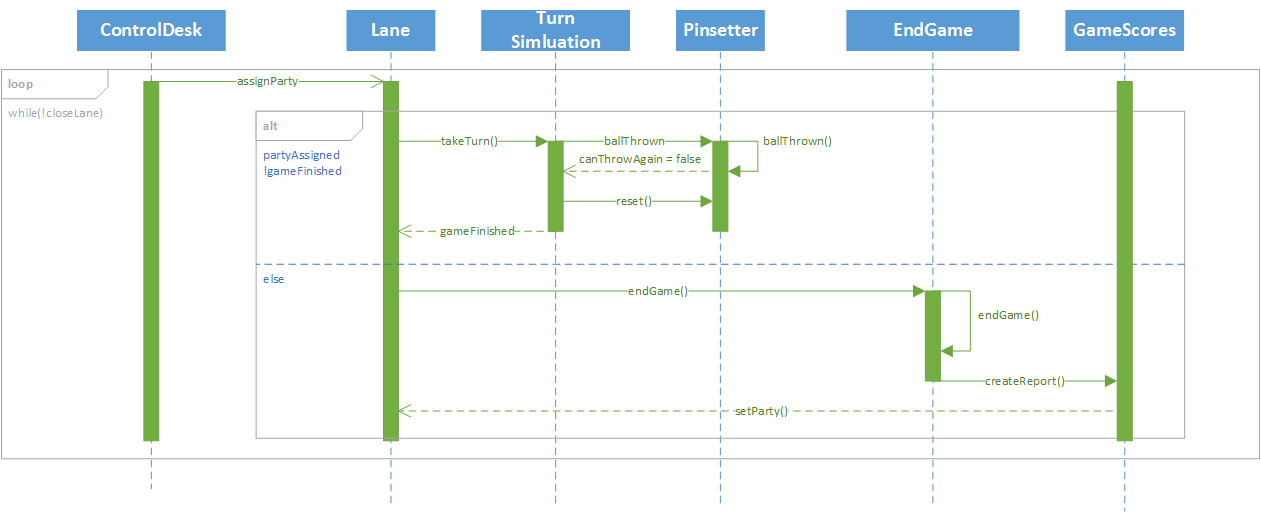 ControlDesk
Lane
Turn
Simluation
Pinsetter
EndGame
GameScores
loop
while(!closeLane)
assignParty
alt
partyAssigned
!gameFinished
takeTurn()
ballThrown
ballThrown()
canThrowAgain = false
reset()
gameFinished
else
endGame()
endGame()
createReport()
setParty()